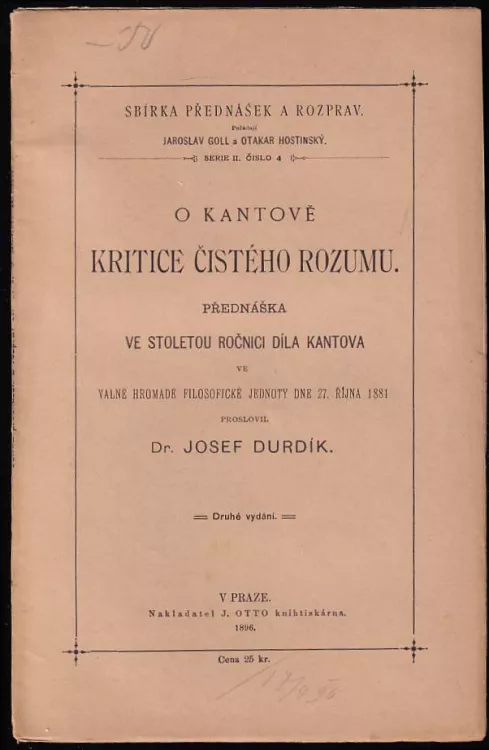 SBÍRKA PŘEDNÁŠEK A ROZPRAV.
Pořádají
JAROSLAV GOLL a OTAKAR HOSTINSKÝ.
SERIE II. ČÍSLO 4
O KANTOVĚ
KRITICE ČISTÉHO ROZUMU.
PŘEDNÁŠKA
VE STOLETOU ROČNICI DÍLA KANTOVA
VE
VALNÉ HROMADĚ FILOSOFICKÉ JEDNOTY DNE 27. ŘÍJNA 1881
PROSLOVIL
Dr. JOSEF DURDÍK.
Druhé vydání.
V PRAZE.
Nakladatel J. OTTO knihtiskárna.
1896.
Cena 25 kr.